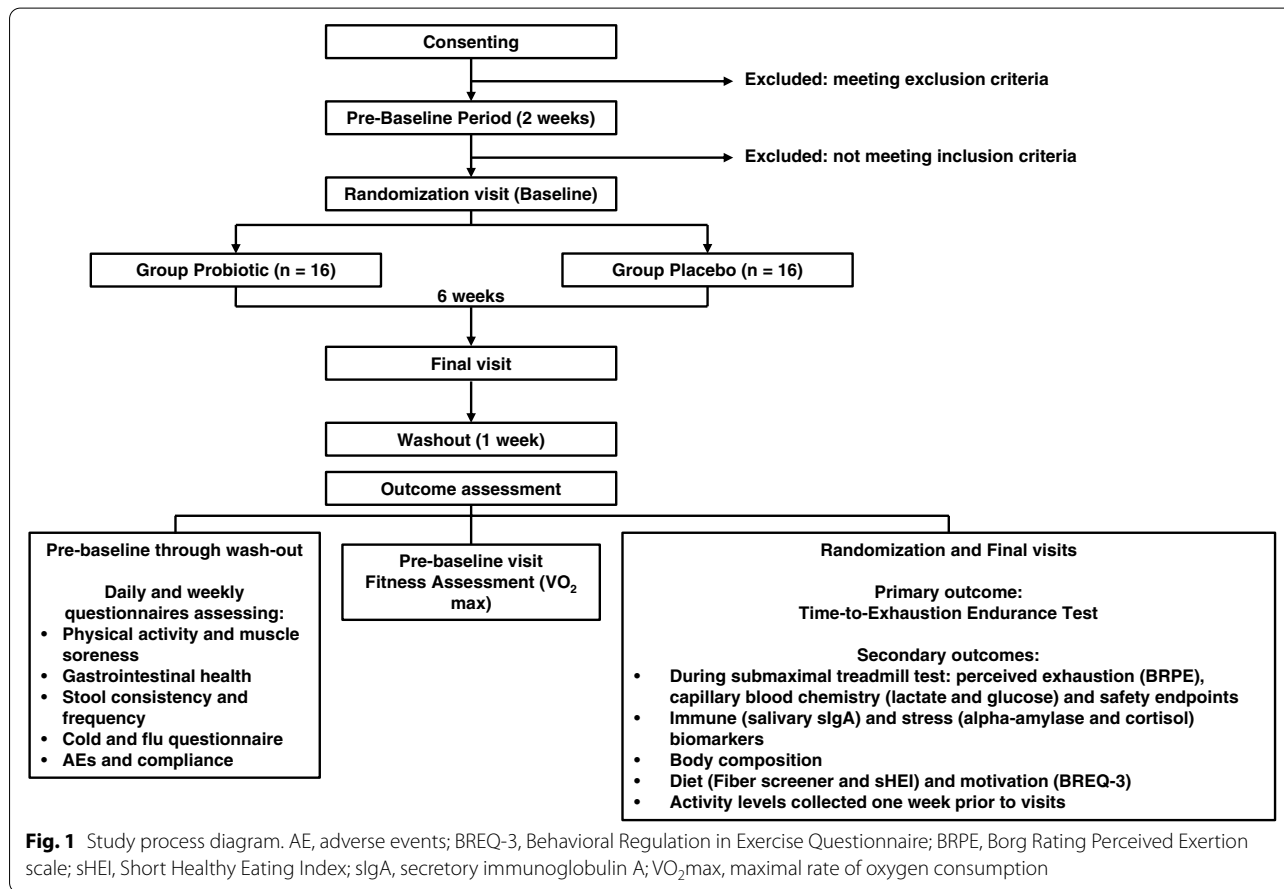 Consenting
Excluded: meeting exclusion criteria
Pre-Baseline Period (2 weeks)
Excluded: not meeting inclusion criteria
Randomization visit (Baseline)
Group Probiotic (n = 16)
Group Placebo (n = 16)
6 weeks
Final visit
Washout (1 week)
Outcome assessment
Pre-baseline through wash-out
Daily and weekly
questionnaires assessing:
• Physical activity and muscle
soreness
• Gastrointestinal health
• Stool consistency and
frequency
• Cold and flu questionnaire
• AEs and compliance
Pre-baseline visit
Fitness Assessment (VO₂
max)
Randomization and Final visits
Primary outcome:
Time-to-Exhaustion Endurance Test
Secondary outcomes:
• During submaximal treadmill test: perceived exhaustion (BRPE),
capillary blood chemistry (lactate and glucose) and safety endpoints
• Immune (salivary sIgA) and stress (alpha-amylase and cortisol)
biomarkers
• Body composition
• Diet (Fiber screener and sHEI) and motivation (BREQ-3)
• Activity levels collected one week prior to visits
Fig. 1 Study process diagram. AE, adverse events; BREQ-3, Behavioral Regulation in Exercise Questionnaire; BRPE, Borg Rating Perceived Exertion
scale; sHEI, Short Healthy Eating Index; sIgA, secretory immunoglobulin A; VO₂max, maximal rate of oxygen consumption